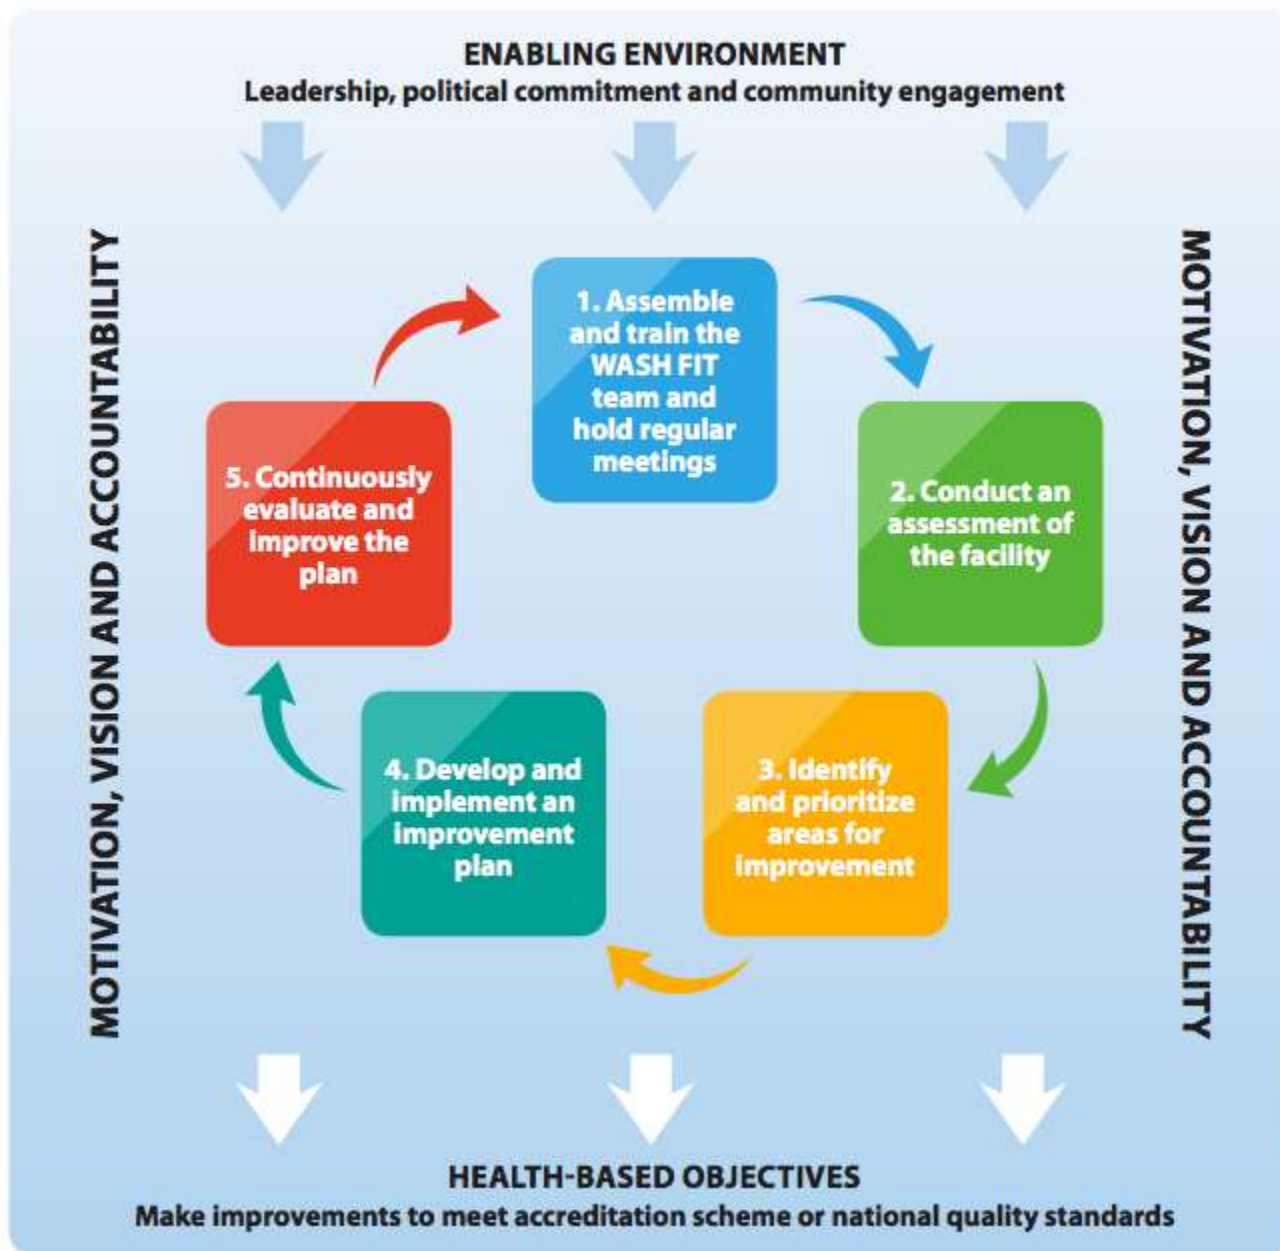 ENABLING ENVIRONMENT
Leadership, political commitment and community engagement
MOTIVATION, VISION AND ACCOUNTABILITY
MOTIVATION, VISION AND ACCOUNTABILITY
1. Assemble
and train the
WASH FIT
team and
hold regular
meetings
2. Conduct an
assessment of
the facility
3. Identify
and prioritize
areas for
improvement
4. Develop and
implement an
improvement
plan
5. Continuously
evaluate and
improve the
plan
HEALTH-BASED OBJECTIVES
Make improvements to meet accreditation scheme or national quality standards